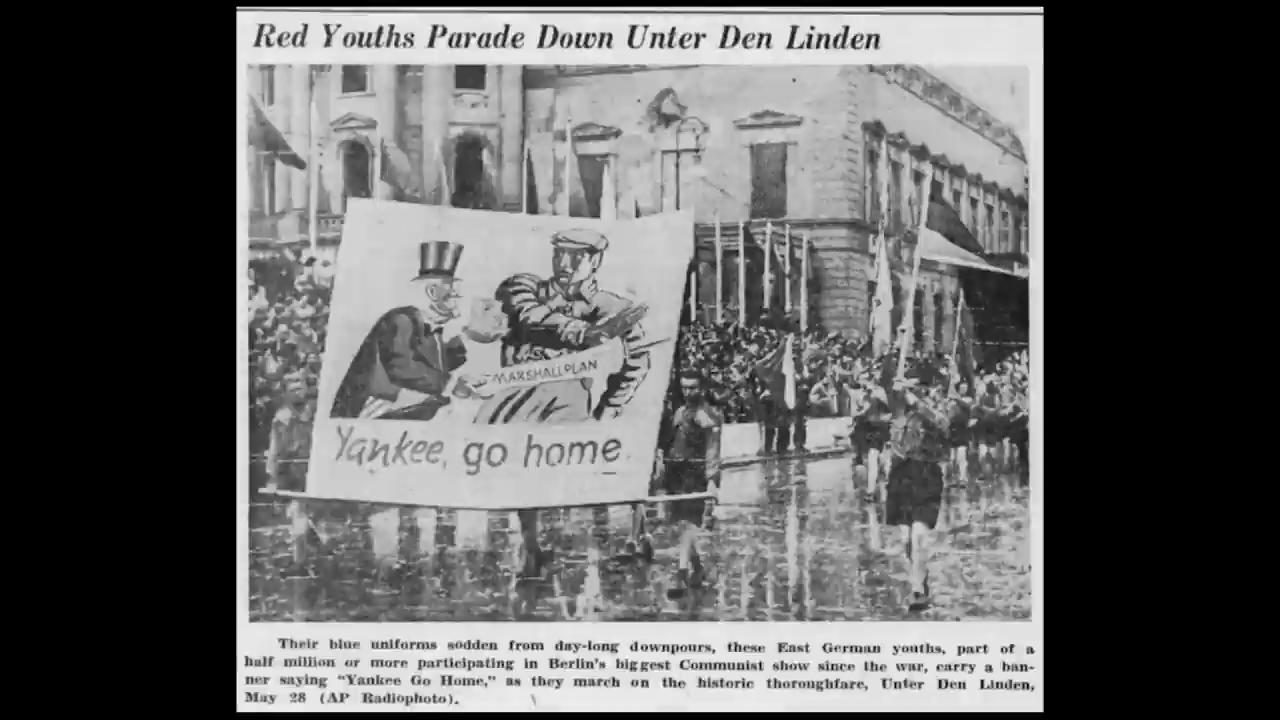 Red Youths Parade Down Unter Den Linden
MARSHALLPLAN
Yankee, go home.
Their blue uniforms sodden from day-long downpours, these East German youths, part of a
half million or more participating in Berlin's biggest Communist show since the war, carry a ban-
ner saying "Yankee Go Home," as they march on the historic thoroughfare, Unter Den Linden,
May 28 (AP Radiophoto).